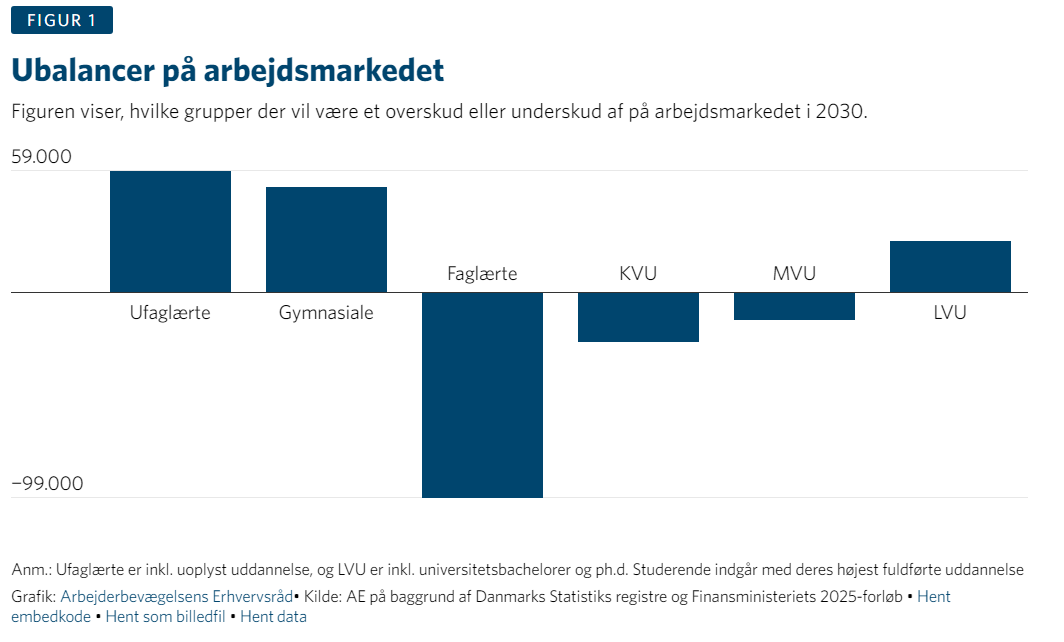 FIGUR 1
Ubalancer på arbejdsmarkedet
Figuren viser, hvilke grupper der vil være et overskud eller underskud af på arbejdsmarkedet i 2030.
59.000
Faglærte KVU MVU
Ufaglærte Gymnasiale LVU
−99.000
Anm.: Ufaglærte er inkl. uoplyst uddannelse, og LVU er inkl. universitetsbachelorer og ph.d. Studerende indgår med deres højest fuldførte uddannelse
Grafik: Arbejderbevægelsens Erhvervsråd• Kilde: AE på baggrund af Danmarks Statistiks registre og Finansministeriets 2025-forløb • Hent
embedkode • Hent som billedfil • Hent data